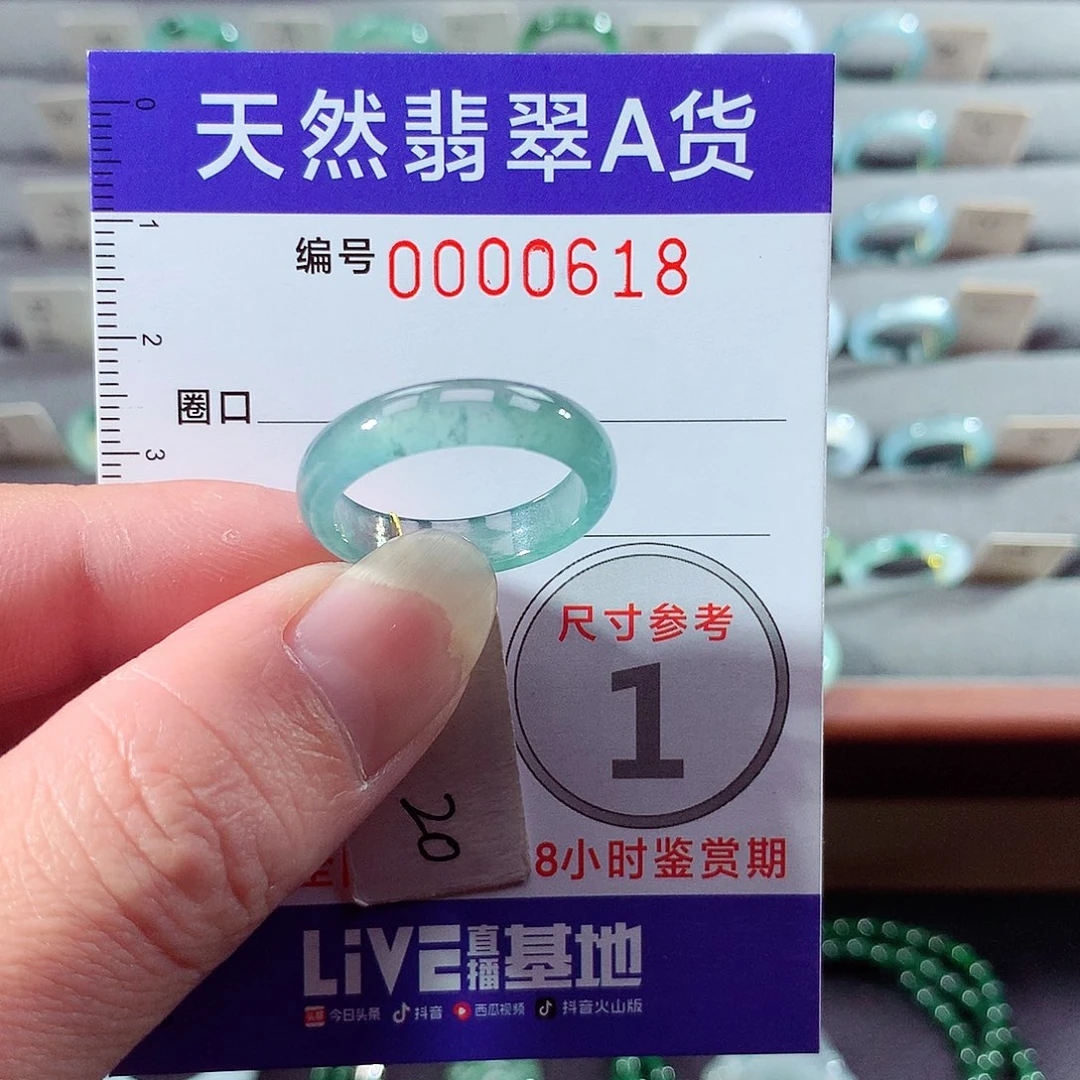 天然翡翠A货
编号 0000618
圈口
0
1
2
3
尺寸参考
1
20
8小时鉴赏期
LIVE直播基地
今日头条 抖音 西瓜视频 抖音火山版